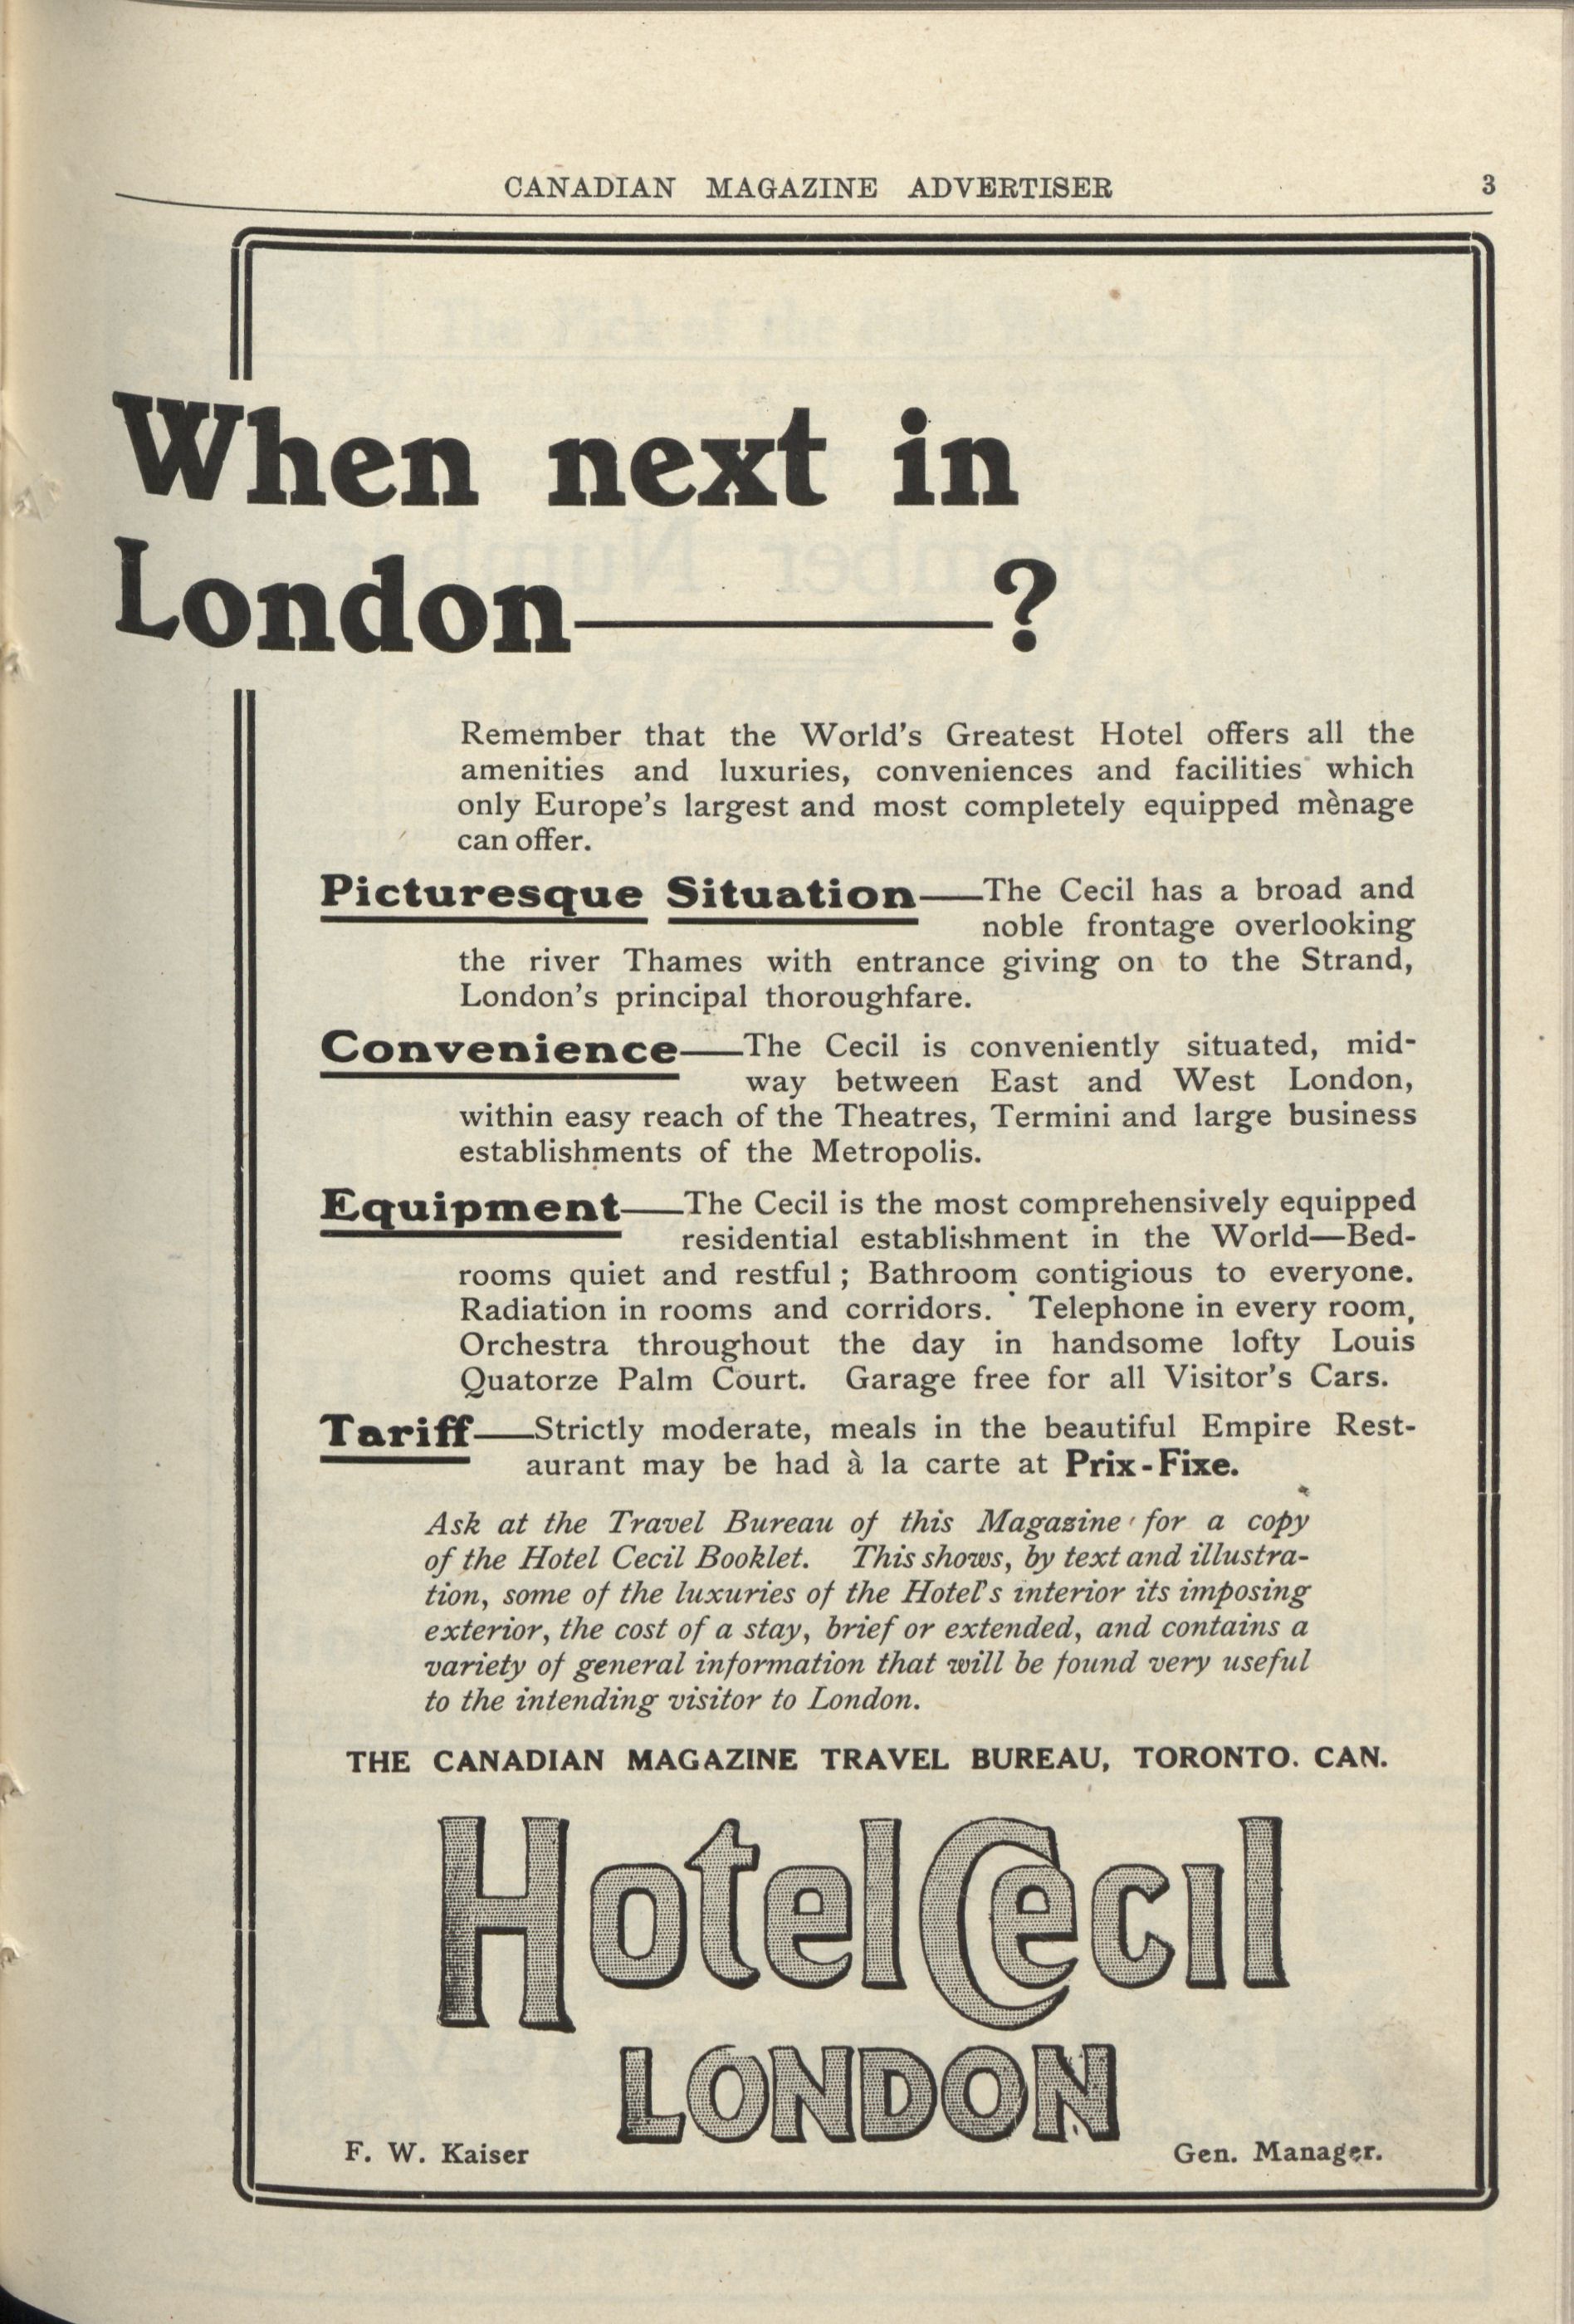 CANADIAN MAGAZINE ADVERTISER 3
When next in
London——?
Remember that the World's Greatest Hotel offers all the
amenities and luxuries, conveniences and facilities which
only Europe's largest and most completely equipped mènage
can offer.
Picturesque Situation—The Cecil has a broad and
noble frontage overlooking
the river Thames with entrance giving on to the Strand,
London's principal thoroughfare.
Convenience—The Cecil is conveniently situated, mid-
way between East and West London,
within easy reach of the Theatres, Termini and large business
establishments of the Metropolis.
Equipment—The Cecil is the most comprehensively equipped
residential establishment in the World—Bed-
rooms quiet and restful; Bathroom contigious to everyone.
Radiation in rooms and corridors. Telephone in every room,
Orchestra throughout the day in handsome lofty Louis
Quatorze Palm Court. Garage free for all Visitor's Cars.
Tariff—Strictly moderate, meals in the beautiful Empire Rest-
aurant may be had à la carte at Prix-Fixe.
Ask at the Travel Bureau of this Magazine for a copy
of the Hotel Cecil Booklet. This shows, by text and illustra-
tion, some of the luxuries of the Hotel's interior its imposing
exterior, the cost of a stay, brief or extended, and contains a
variety of general information that will be found very useful
to the intending visitor to London.
THE CANADIAN MAGAZINE TRAVEL BUREAU, TORONTO. CAN.
Hotel Cecil
LONDON
F. W. Kaiser Gen. Manager.